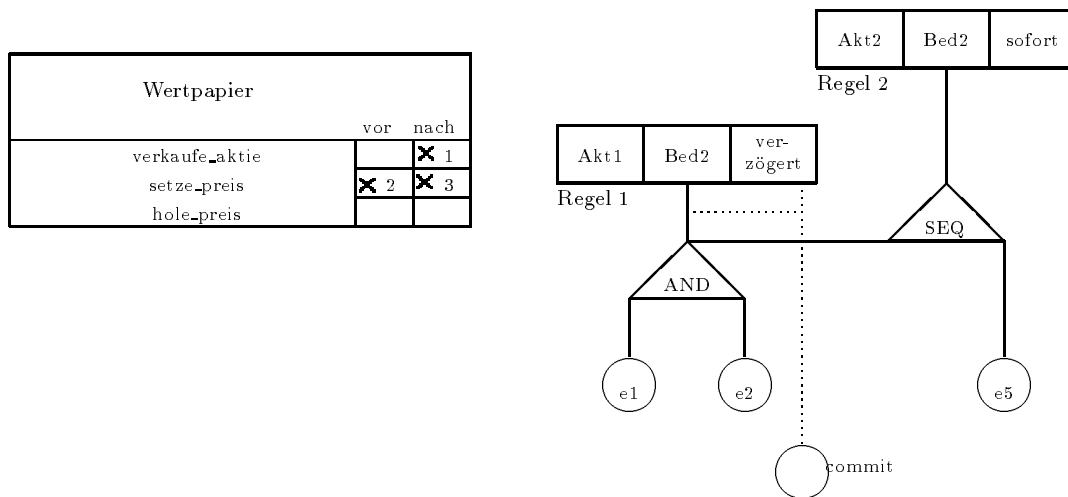 Wertpapier
vor nach
verkaufe_aktie 1
setze_preis 2 3
hole_preis
Akt2 Bed2 sofort
Regel 2
Akt1 Bed2 ver-
zögert
Regel 1
SEQ
AND
e1 e2 e5
commit